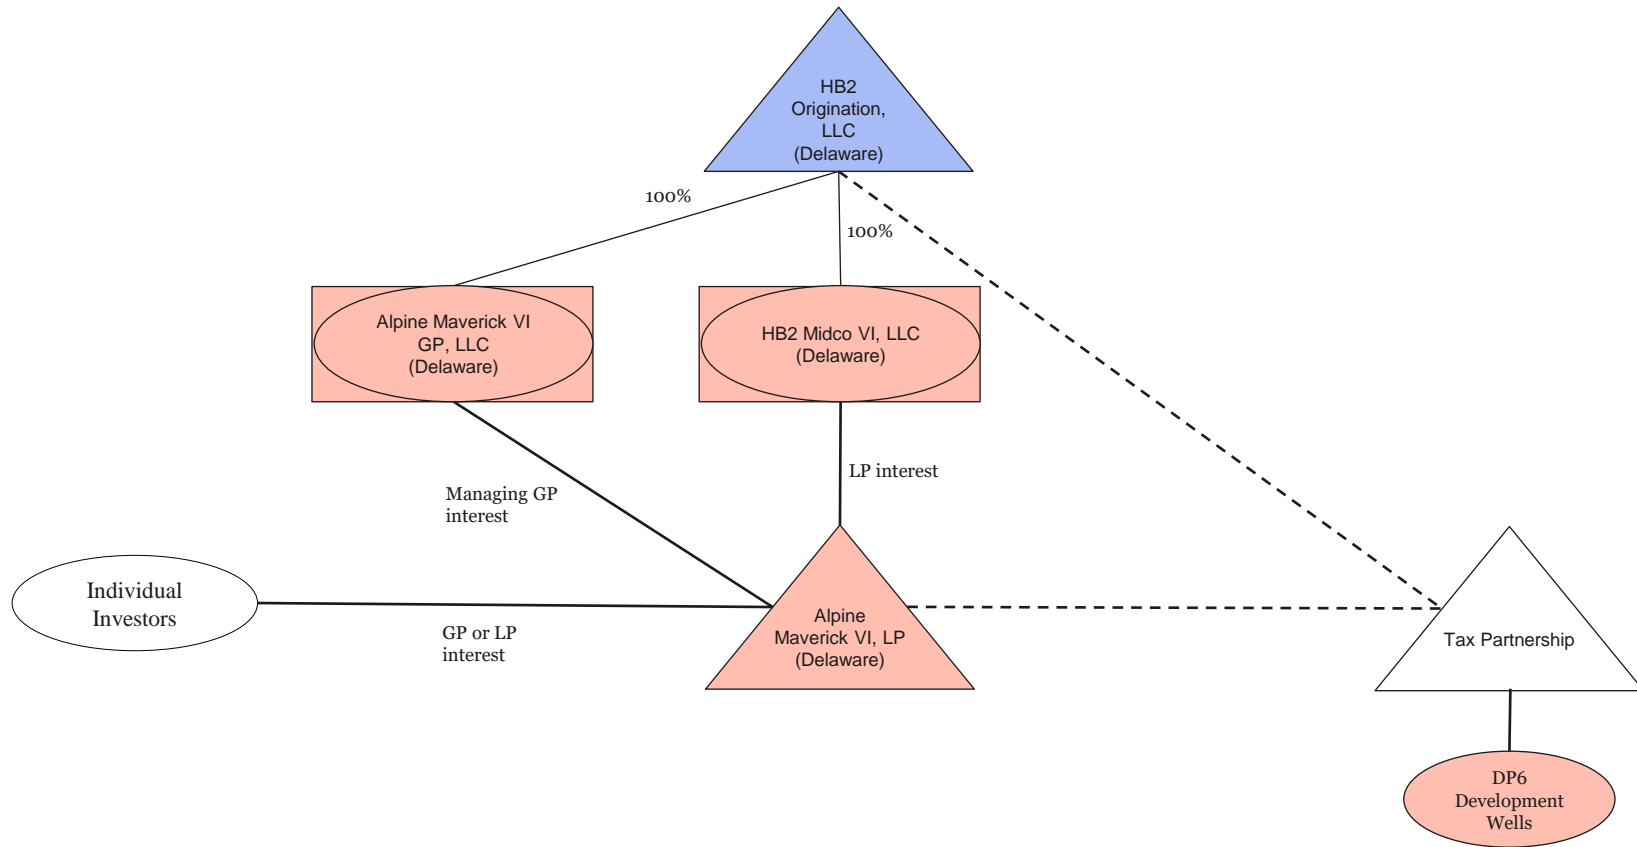 HB2
Origination,
LLC
(Delaware)
100%
100%
Alpine Maverick VI
GP, LLC
(Delaware)
HB2 Midco VI, LLC
(Delaware)
LP interest
Managing GP
interest
Individual
Investors
GP or LP
interest
Alpine
Maverick VI, LP
(Delaware)
Tax Partnership
DP6
Development
Wells